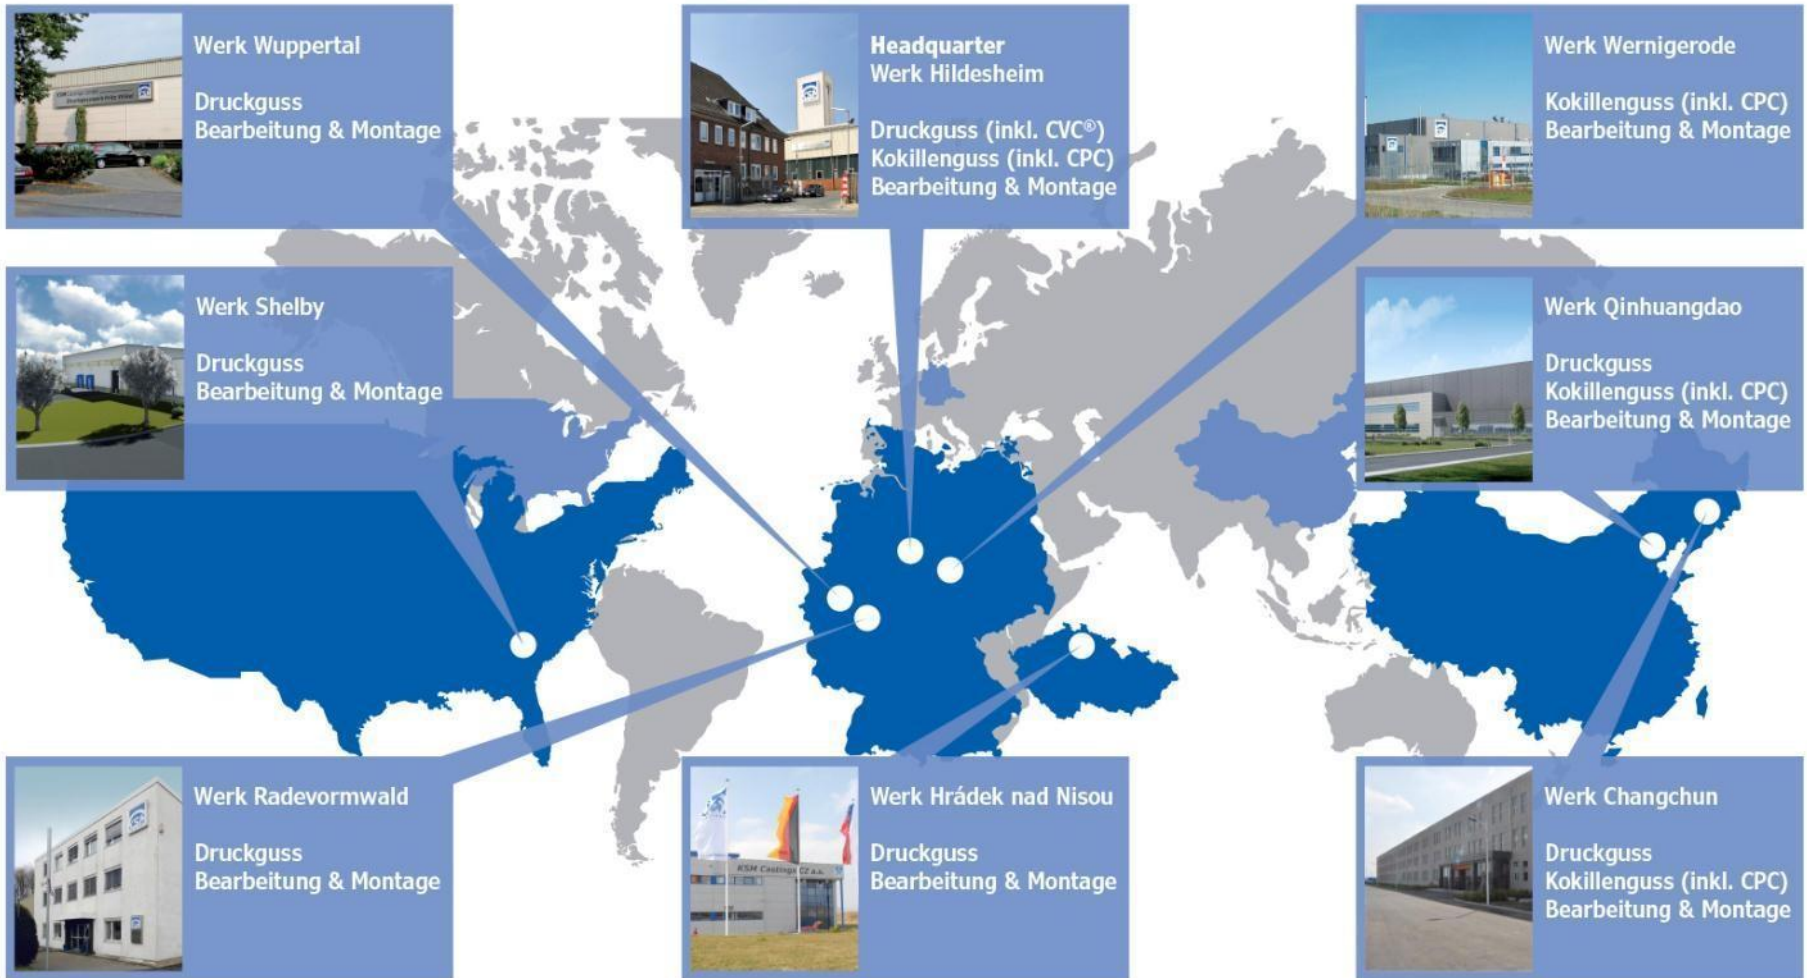 Werk Wuppertal
Druckguss
Bearbeitung & Montage
Headquarter
Werk Hildesheim
Druckguss (inkl. CVC®)
Kokillenguss (inkl. CPC)
Bearbeitung & Montage
Werk Wernigerode
Kokillenguss (inkl. CPC)
Bearbeitung & Montage
Werk Shelby
Druckguss
Bearbeitung & Montage
Werk Qinhuangdao
Druckguss
Kokillenguss (inkl. CPC)
Bearbeitung & Montage
Werk Radevormwald
Druckguss
Bearbeitung & Montage
Werk Hrádek nad Nisou
Druckguss
Bearbeitung & Montage
KSM Castings CZ a.s.
Werk Changchun
Druckguss
Kokillenguss (inkl. CPC)
Bearbeitung & Montage